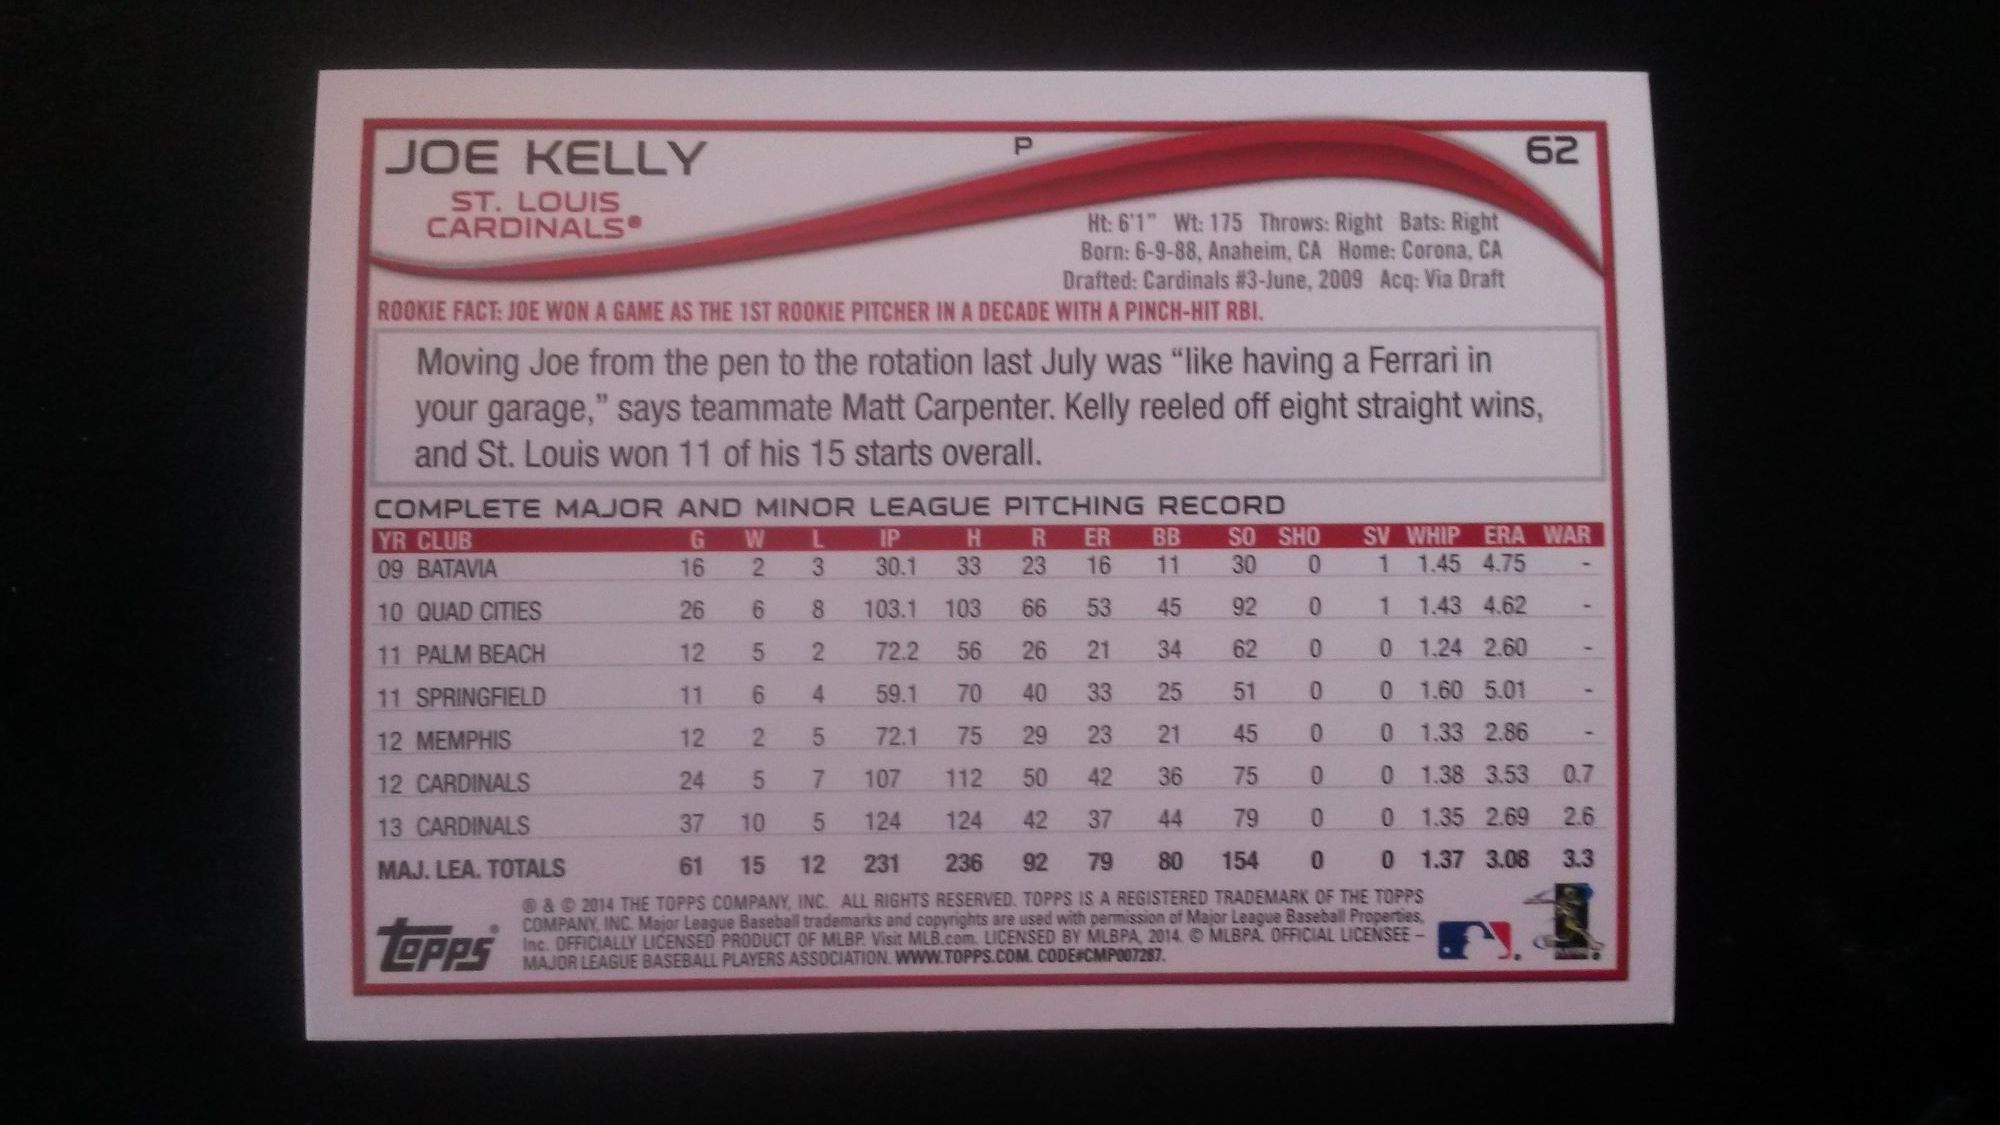 JOE KELLY P 62
ST. LOUIS
CARDINALS®
Ht: 6'1" Wt: 175 Throws: Right Bats: Right
Born: 6-9-88, Anaheim, CA Home: Corona, CA
Drafted: Cardinals #3-June, 2009 Acq: Via Draft
ROOKIE FACT: JOE WON A GAME AS THE 1ST ROOKIE PITCHER IN A DECADE WITH A PINCH-HIT RBI.
Moving Joe from the pen to the rotation last July was “like having a Ferrari in
your garage,” says teammate Matt Carpenter. Kelly reeled off eight straight wins,
and St. Louis won 11 of his 15 starts overall.
COMPLETE MAJOR AND MINOR LEAGUE PITCHING RECORD
YR CLUB G W L IP H R ER BB SO SHO SV WHIP ERA WAR
09 BATAVIA 16 2 3 30.1 33 23 16 11 30 0 1 1.45 4.75 -
10 QUAD CITIES 26 6 8 103.1 103 66 53 45 92 0 1 1.43 4.62 -
11 PALM BEACH 12 5 2 72.2 56 26 21 34 62 0 0 1.24 2.60 -
11 SPRINGFIELD 11 6 4 59.1 70 40 33 25 51 0 0 1.60 5.01 -
12 MEMPHIS 12 2 5 72.1 75 29 23 21 45 0 0 1.33 2.86 -
12 CARDINALS 24 5 7 107 112 50 42 36 75 0 0 1.38 3.53 0.7
13 CARDINALS 37 10 5 124 124 42 37 44 79 0 0 1.35 2.69 2.6
MAJ. LEA. TOTALS 61 15 12 231 236 92 79 80 154 0 0 1.37 3.08 3.3
® & © 2014 THE TOPPS COMPANY, INC. ALL RIGHTS RESERVED. TOPPS IS A REGISTERED TRADEMARK OF THE TOPPS
COMPANY, INC. Major League Baseball trademarks and copyrights are used with permission of Major League Baseball Properties,
Inc. OFFICIALLY LICENSED PRODUCT OF MLBP. Visit MLB.com. LICENSED BY MLBPA, 2014. © MLBPA. OFFICIAL LICENSEE –
MAJOR LEAGUE BASEBALL PLAYERS ASSOCIATION. WWW.TOPPS.COM. CODE#CMP007287.
Topps®